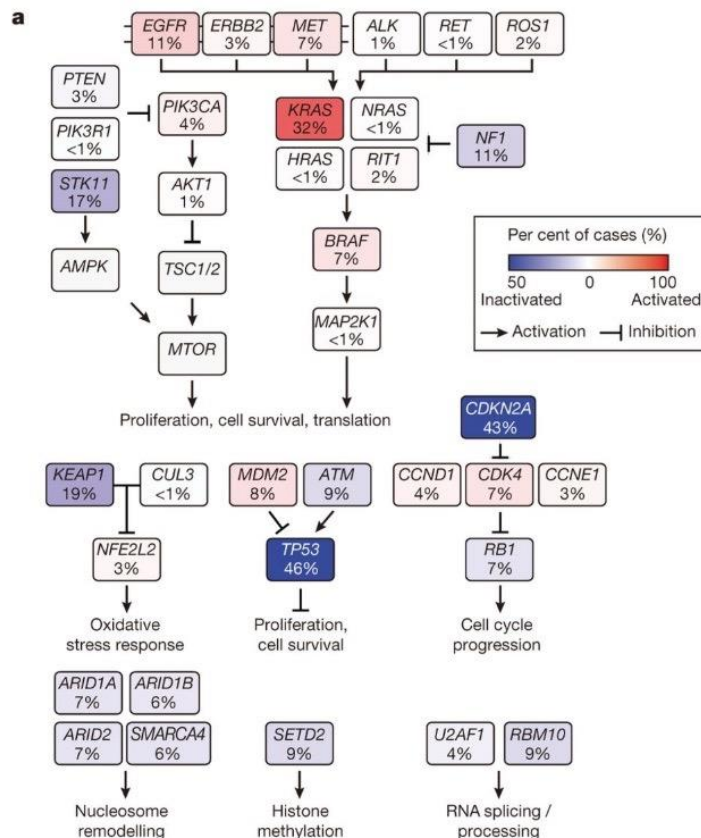 a
EGFR ERBB2 MET ALK RET ROS1
11% 3% 7% 1% <1% 2%
PTEN
3%
PIK3CA
4%
KRAS NRAS
32% <1%
NF1
11%
PIK3R1
<1%
HRAS RIT1
<1% 2%
STK11
17%
AKT1
1%
BRAF
7%
Per cent of cases (%)
50 0 100
Inactivated Activated
Activation Inhibition
AMPK
TSC1/2
MAP2K1
<1%
MTOR
Proliferation, cell survival, translation
CDKN2A
43%
KEAP1 CUL3
19% <1%
MDM2 ATM
8% 9%
CCND1 CDK4 CCNE1
4% 7% 3%
NFE2L2
3%
TP53
46%
RB1
7%
Oxidative
stress response
Proliferation,
cell survival
Cell cycle
progression
ARID1A ARID1B
7% 6%
ARID2 SMARCA4
7% 6%
SETD2
9%
U2AF1 RBM10
4% 9%
Nucleosome
remodelling
Histone
methylation
RNA splicing /
processing